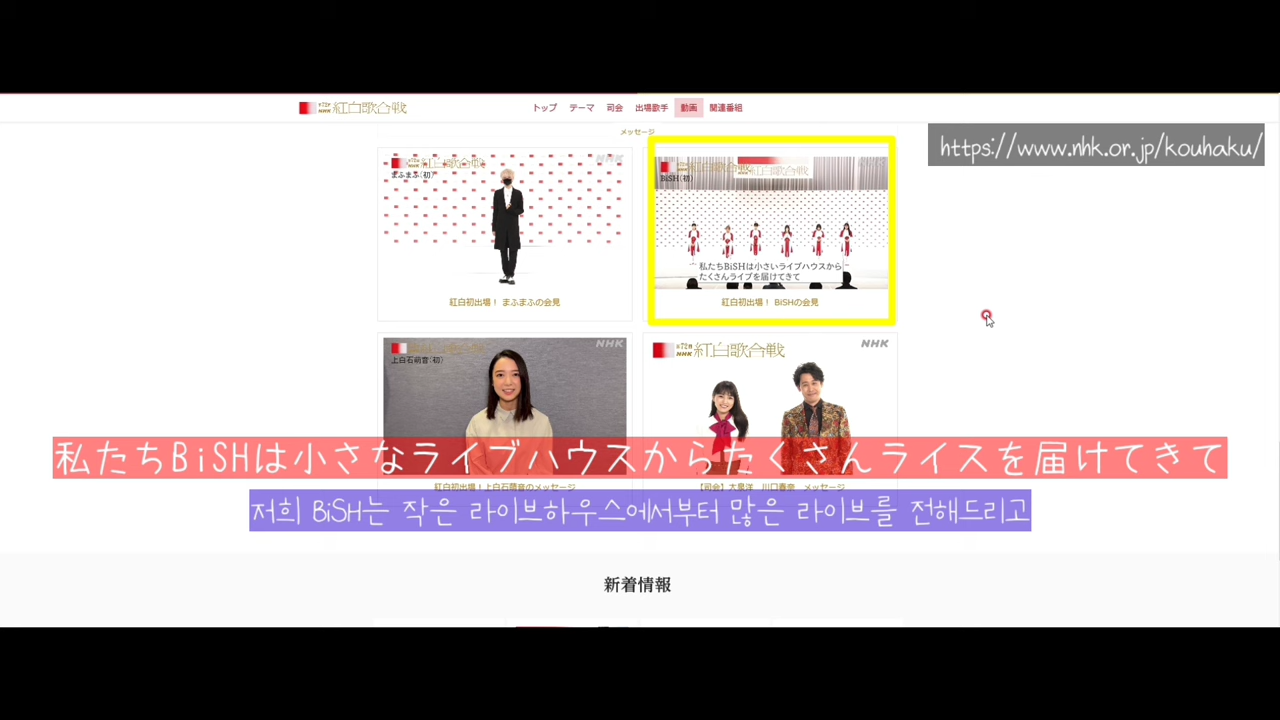 紅白歌合戦
トップ テーマ 司会 出場歌手 動画 関連番組
メッセージ
https://www.nhk.or.jp/kouhaku/
NHK
まふまふ(初)
紅白初出場！ まふまふの会見
BiSH(初)
私たちBiSHは小さいライブハウスから
たくさんライブを届けてきて
紅白初出場！ BiSHの会見
NHK
上白石萌音(初)
NHK 紅白歌合戦 NHK
私たちBiSHは小さなライブハウスからたくさんライスを届けてきて
紅白初出場！上白石萌音のメッセージ
【司会】大泉洋 川口春奈 メッセージ
저희 BiSH는 작은 라이브하우스에서부터 많은 라이브를 전해드리고
新着情報